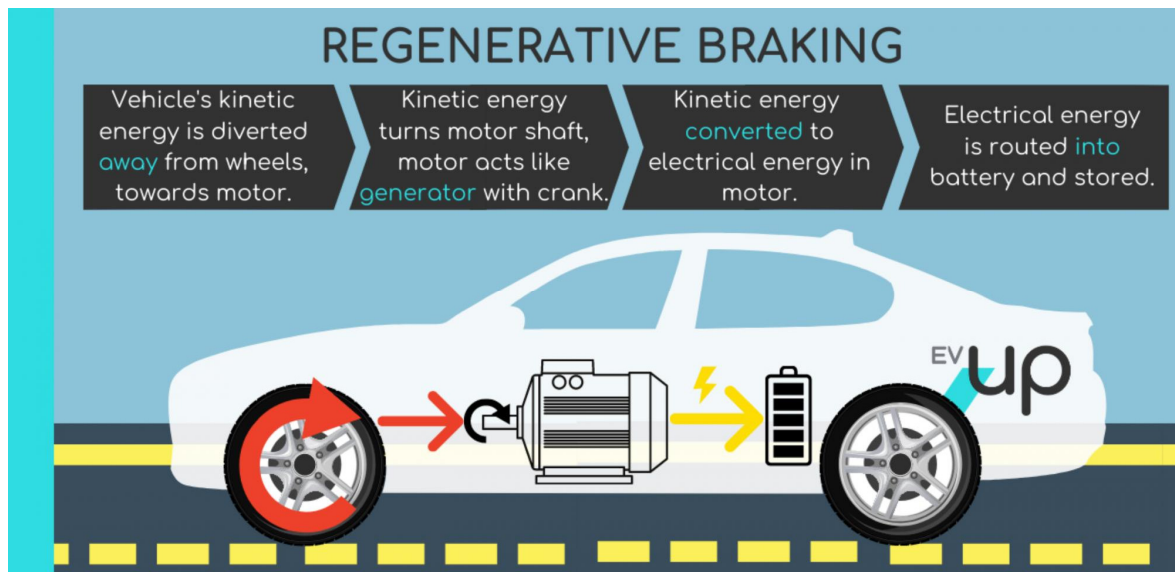 REGENERATIVE BRAKING
Vehicle's kinetic
energy is diverted
away from wheels,
towards motor.
Kinetic energy
turns motor shaft,
motor acts like
generator with crank.
Kinetic energy
converted to
electrical energy in
motor.
Electrical energy
is routed into
battery and stored.
EV up